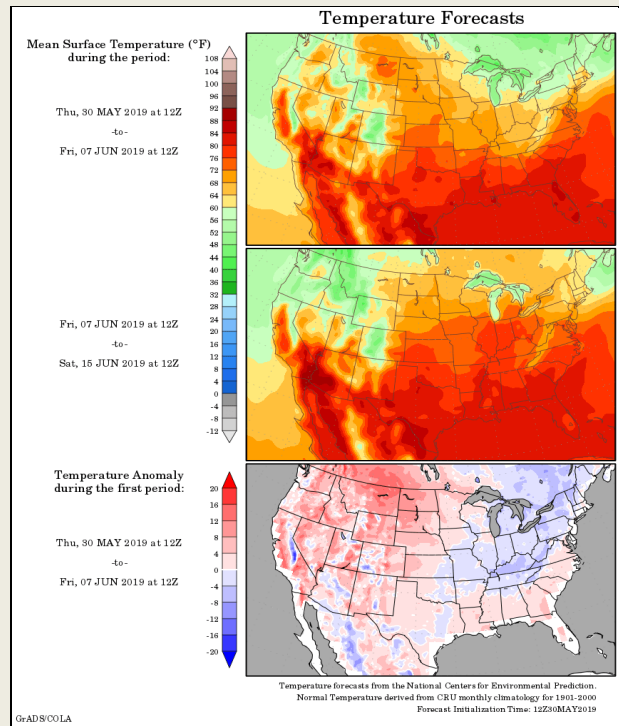 Temperature Forecasts
Mean Surface Temperature (°F)
during the period:
108
104
100
96
92
88
84
80
76
72
68
64
60
56
52
48
44
40
36
32
28
24
20
16
12
8
4
0
-4
-8
-12
Thu, 30 MAY 2019 at 12Z
-to-
Fri, 07 JUN 2019 at 12Z
Fri, 07 JUN 2019 at 12Z
-to-
Sat, 15 JUN 2019 at 12Z
Temperature Anomaly
during the first period:
20
16
12
8
4
0
-4
-8
-12
-16
-20
Thu, 30 MAY 2019 at 12Z
-to-
Fri, 07 JUN 2019 at 12Z
Temperature forecasts from the National Centers for Environmental Prediction.
Normal Temperature derived from CRU monthly climatology for 1901-2000
Forecast Initialization Time: 12Z30MAY2019
GrADS/COLA